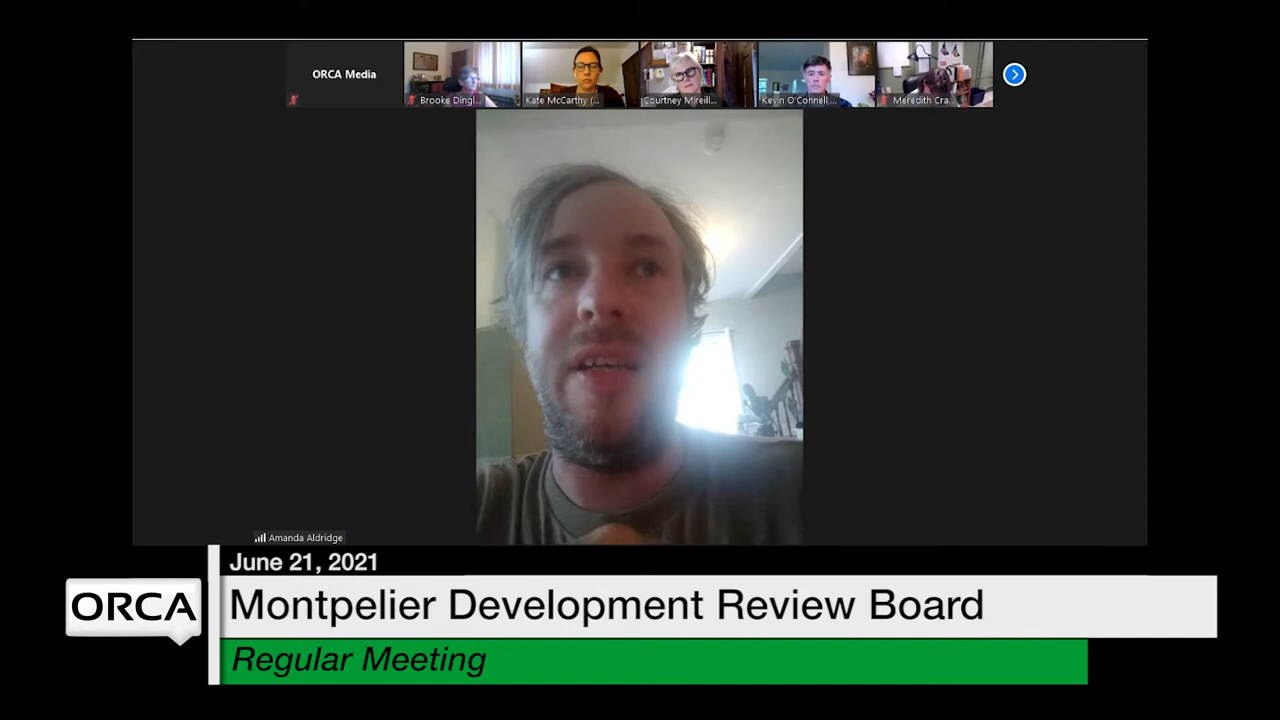 ORCA Media
Brooke Dingl...
Kate McCarthy (...
Courtney Mireill...
Kevin O'Connell,...
Meredith Cra...
Amanda Aldridge
June 21, 2021
ORCA
Montpelier Development Review Board
Regular Meeting